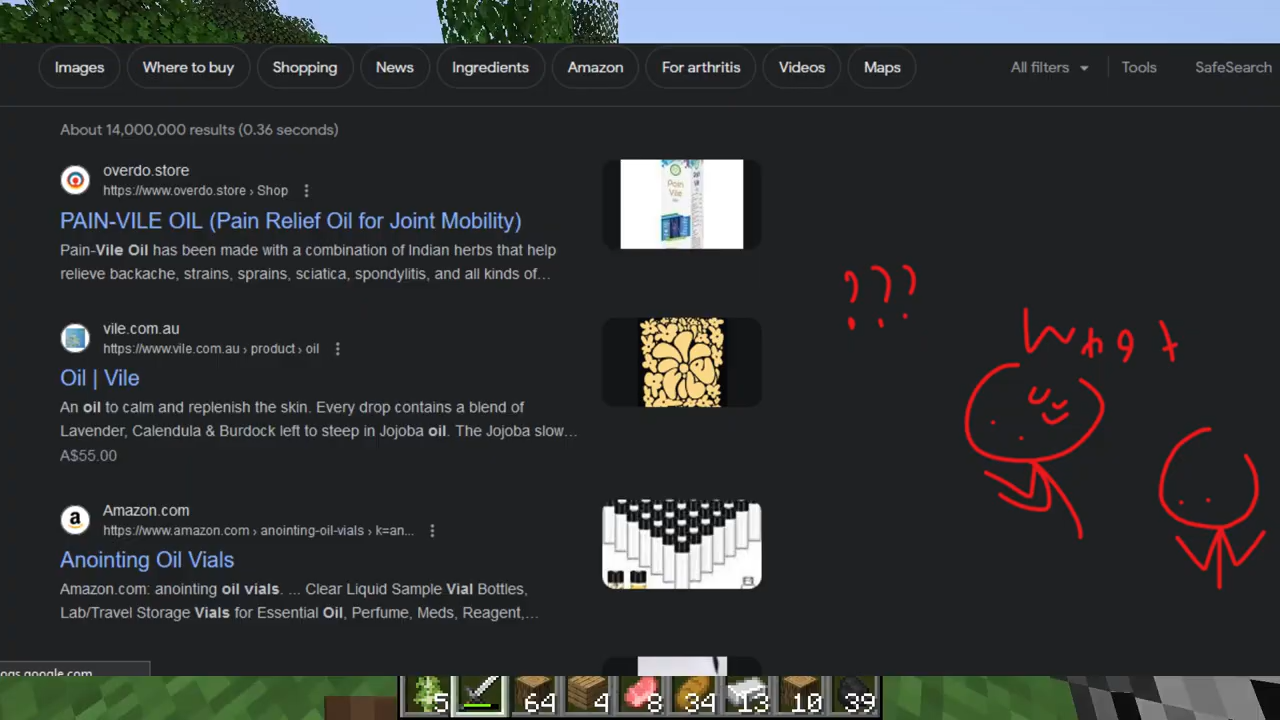 Images Where to buy Shopping News Ingredients Amazon For arthritis Videos Maps All filters Tools SafeSearch
About 14,000,000 results (0.36 seconds)
overdo.store
https://www.overdo.store › Shop
PAIN-VILE OIL (Pain Relief Oil for Joint Mobility)
Pain-Vile Oil has been made with a combination of Indian herbs that help
relieve backache, strains, sprains, sciatica, spondylitis, and all kinds of...
Pain
Vile
???
What
vile.com.au
https://www.vile.com.au › product › oil
Oil | Vile
An oil to calm and replenish the skin. Every drop contains a blend of
Lavender, Calendula & Burdock left to steep in Jojoba oil. The Jojoba slow...
A$55.00
Amazon.com
https://www.amazon.com › anointing-oil-vials › k=an...
Anointing Oil Vials
Amazon.com: anointing oil vials. ... Clear Liquid Sample Vial Bottles,
Lab/Travel Storage Vials for Essential Oil, Perfume, Meds, Reagent,...
ogs.google.com
5 64 4 8 34 13 10 39